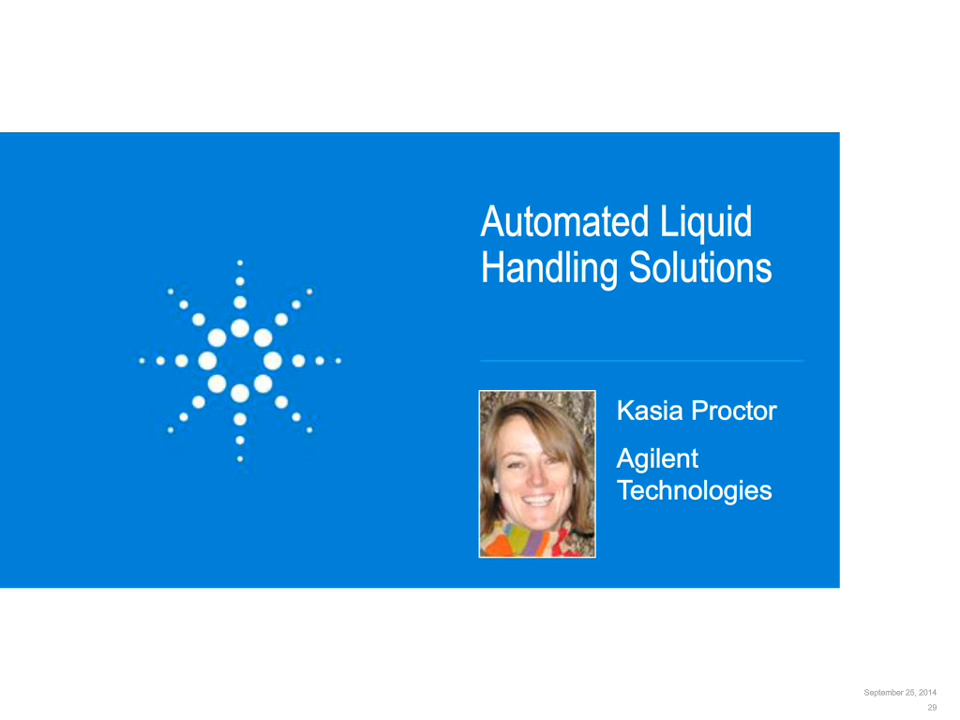 Automated Liquid
Handling Solutions
Kasia Proctor
Agilent
Technologies
September 25, 2014
29